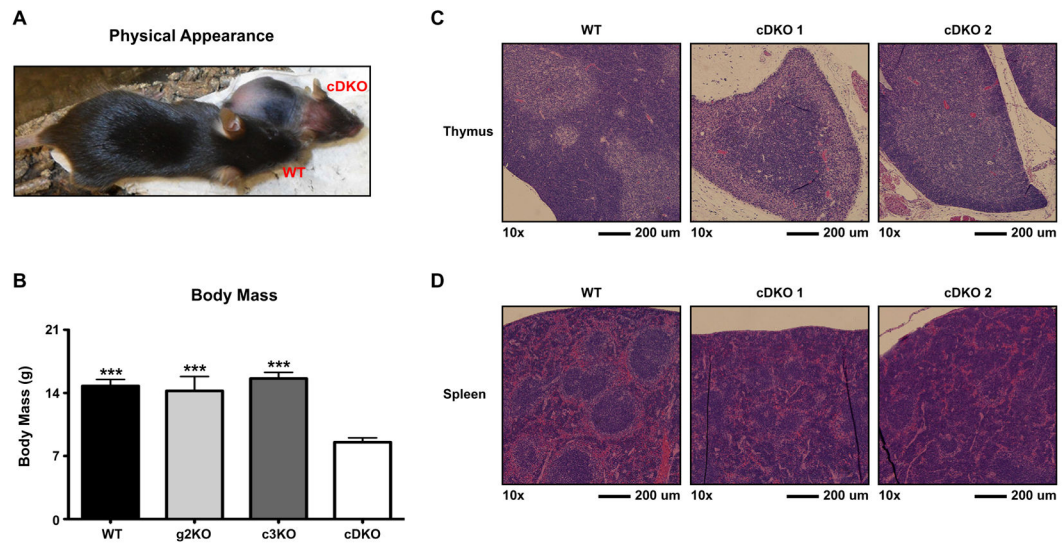 A
Physical Appearance
cDKO
WT
B
Body Mass
Body Mass (g)
21
14
7
0
***
***
***
WT
g2KO
c3KO
cDKO
C
WT
cDKO 1
cDKO 2
Thymus
10x
200 um
10x
200 um
10x
200 um
D
WT
cDKO 1
cDKO 2
Spleen
10x
200 um
10x
200 um
10x
200 um